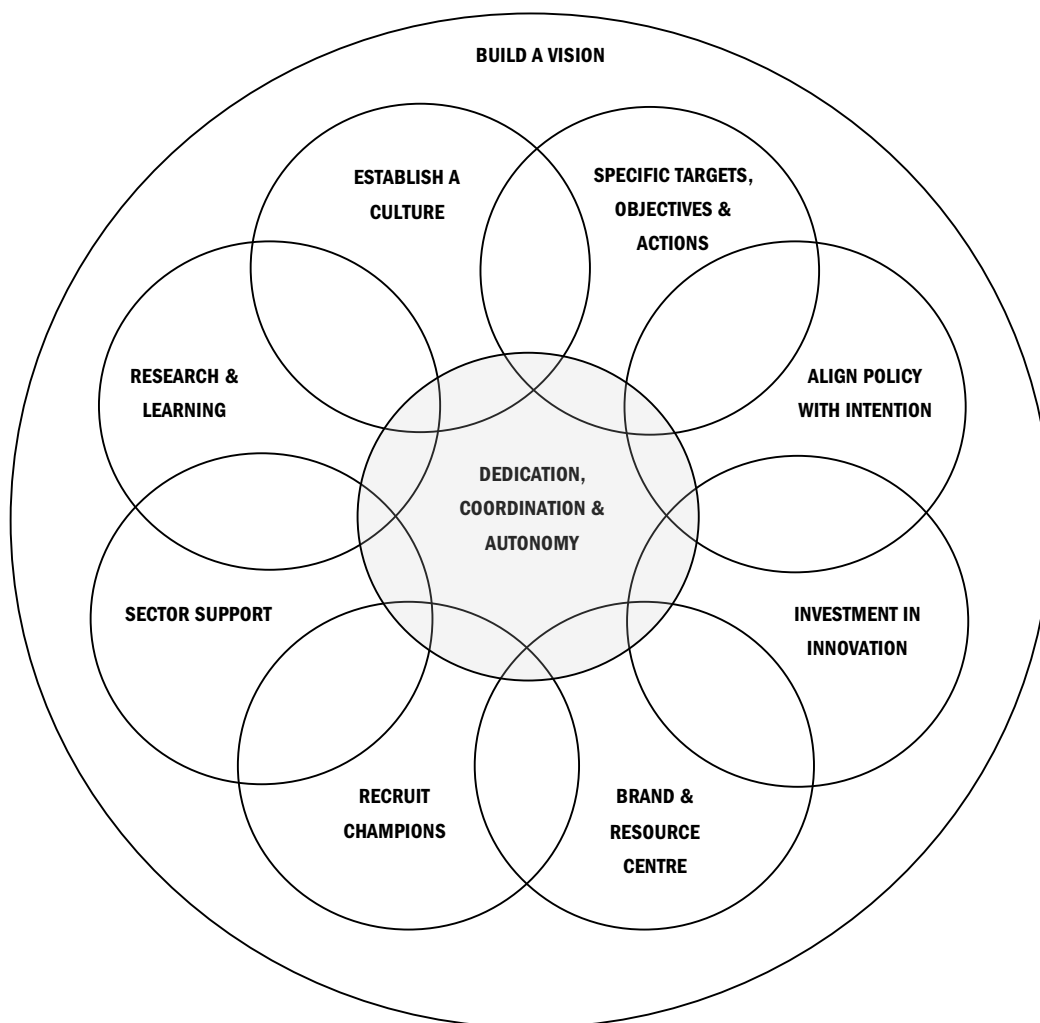 BUILD A VISION
ESTABLISH A
CULTURE
SPECIFIC TARGETS,
OBJECTIVES &
ACTIONS
RESEARCH &
LEARNING
ALIGN POLICY
WITH INTENTION
DEDICATION,
COORDINATION &
AUTONOMY
SECTOR SUPPORT
INVESTMENT IN
INNOVATION
RECRUIT
CHAMPIONS
BRAND &
RESOURCE
CENTRE